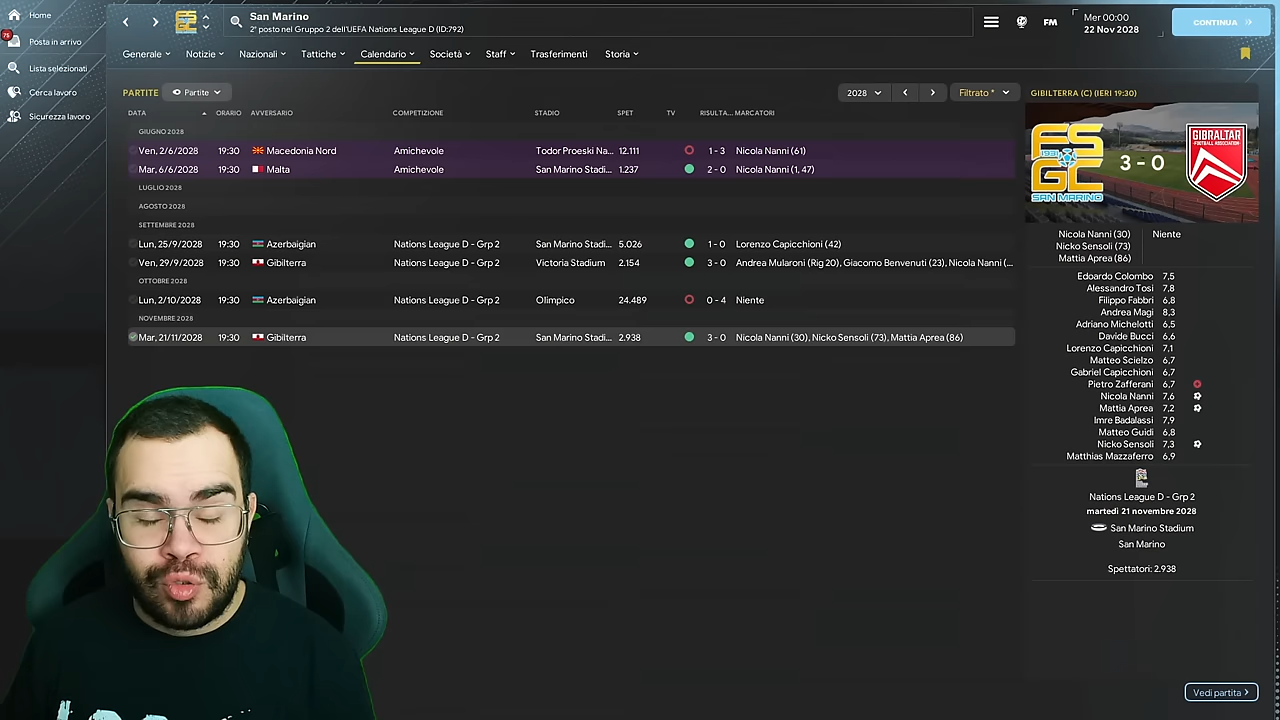 Home
75
Posta in arrivo
Lista selezionati
Cerca lavoro
Sicurezza lavoro
San Marino
2° posto nel Gruppo 2 dell'UEFA Nations League D (ID:792)
FM
Mer 00:00
22 Nov 2028
CONTINUA
Generale
Notizie
Nazionali
Tattiche
Calendario
Società
Staff
Trasferimenti
Storia
PARTITE
Partite
2028
Filtrato *
DATA ORARIO AVVERSARIO COMPETIZIONE STADIO SPET TV RISULTA... MARCATORI
GIUGNO 2028
Ven, 2/6/2028 19:30 Macedonia Nord Amichevole Proeski Na... 12.111 1 - 3 Nicola Nanni (61)
Mar, 6/6/2028 19:30 Malta Amichevole San Marino Stadi... 2 - 0 Nicola Nanni (1, 47)
LUGLIO 2028
AGOSTO 2028
SETTEMBRE 2028
Lun, 25/9/2028 19:30 Azerbaigian Nations League D - Grp 2 San Marino Stadi... 5.026 1 - 0 Lorenzo Capicchioni (42)
Ven, 29/9/2028 19:30 Gibilterra Nations League D - Grp 2 Victoria Stadium 2.154 3 - 0 Andrea Mularoni (Rig 20), Giacomo Benvenuti (23), Nicola Nanni (...
OTTOBRE 2028
Lun, 2/10/2028 19:30 Azerbaigian Nations League D - Grp 2 Olimpico 24.489 0 - 4 Niente
NOVEMBRE 2028
Mar, 21/11/2028 19:30 Gibilterra Nations League D - Grp 2 San Marino Stadi... 2.938 3 - 0 Nicola Nanni (30), Nicko Sensoli (73), Mattia Aprea (86)
GIBILTERRA (C) (IERI 19:30)
FSGC
1931
SAN MARINO
3 - 0
GIBRALTAR
FOOTBALL ASSOCIATION
Nicola Nanni (30) Niente
Nicko Sensoli (73)
Mattia Aprea (86)
Edoardo Colombo 7,5
Alessandro Tosi 7,8
Filippo Fabbri 6,8
Andrea Magi 8,3
Adriano Michelotti 6,5
Davide Bucci 6,6
Lorenzo Capicchioni 7,1
Matteo Scielzo 6,7
Gabriel Capicchioni 6,7
Pietro Zafferani 6,7
Nicola Nanni 7,6
Mattia Aprea 7,2
Imre Badalassi 7,9
Matteo Guidi 6,8
Nicko Sensoli 7,3
Matthias Mazzaferro 6,9
Nations League D - Grp 2
martedì 21 novembre 2028
San Marino Stadium
San Marino
Spettatori: 2.938
Vedi partita